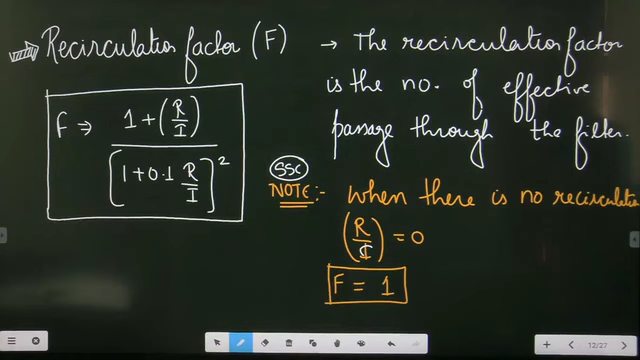 Recirculation factor (F)
F → 1 + (R/I) / [1 + 0.1 R/I]²
→ The recirculation factor
is the no. of effective
passage through the filter.
SSC
NOTE:- when there is no recirculation
(R/I) = 0
F = 1
12/27